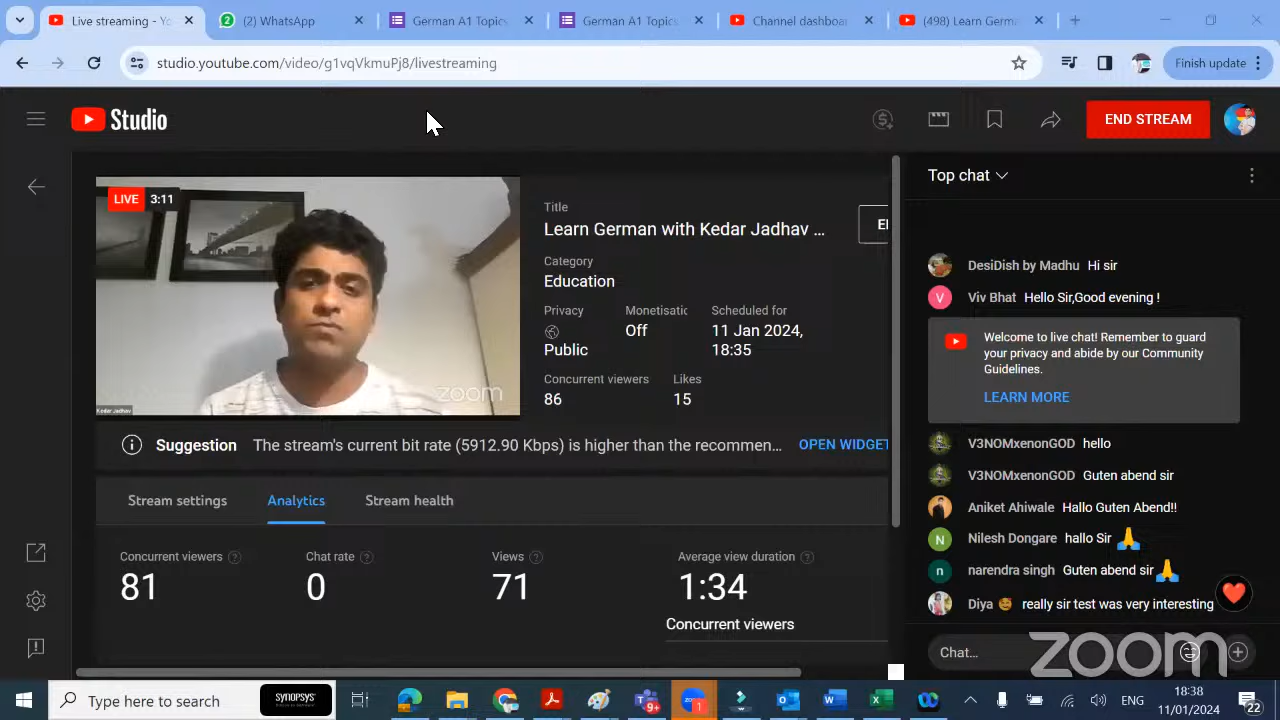 Live streaming - Yo
(2) WhatsApp
German A1 Topics
German A1 Topics
Channel dashboa
(498) Learn Germ
studio.youtube.com/video/g1vqVkmuPj8/livestreaming
Finish update
Studio
END STREAM
LIVE 3:11
zoom
Kedar Jadhav
Title
Learn German with Kedar Jadhav ...
Category
Education
Privacy
Public
Monetisatic
Off
Scheduled for
11 Jan 2024,
18:35
Concurrent viewers
86
Likes
15
Suggestion The stream's current bit rate (5912.90 Kbps) is higher than the recommen... OPEN WIDGET
Stream settings
Analytics
Stream health
Concurrent viewers
81
Chat rate
0
Views
71
Average view duration
1:34
Concurrent viewers
Top chat
DesiDish by Madhu Hi sir
V
Viv Bhat Hello Sir,Good evening !
Welcome to live chat! Remember to guard
your privacy and abide by our Community
Guidelines.
LEARN MORE
V3NOMxenonGOD hello
V3NOMxenonGOD Guten abend sir
Aniket Ahiwale Hallo Guten Abend!!
N
Nilesh Dongare hallo Sir 🙏
n
narendra singh Guten abend sir 🙏
Diya 🥰 really sir test was very interesting
Chat...
zoom
Type here to search
SYNOPSYS
9+
1
ENG
18:38
11/01/2024
22